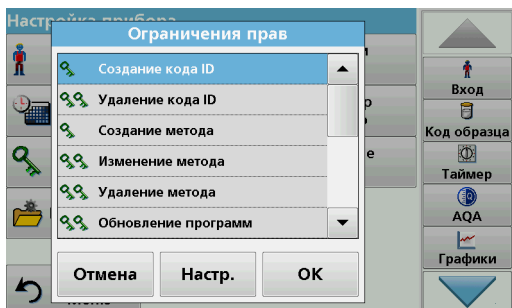 Настройка прибора
Ограничения прав
Создание кода ID
Удаление кода ID
Создание метода
Изменение метода
Удаление метода
Обновление программ
Отмена
Настр.
OK
Вход
Код образца
Таймер
AQA
Графики